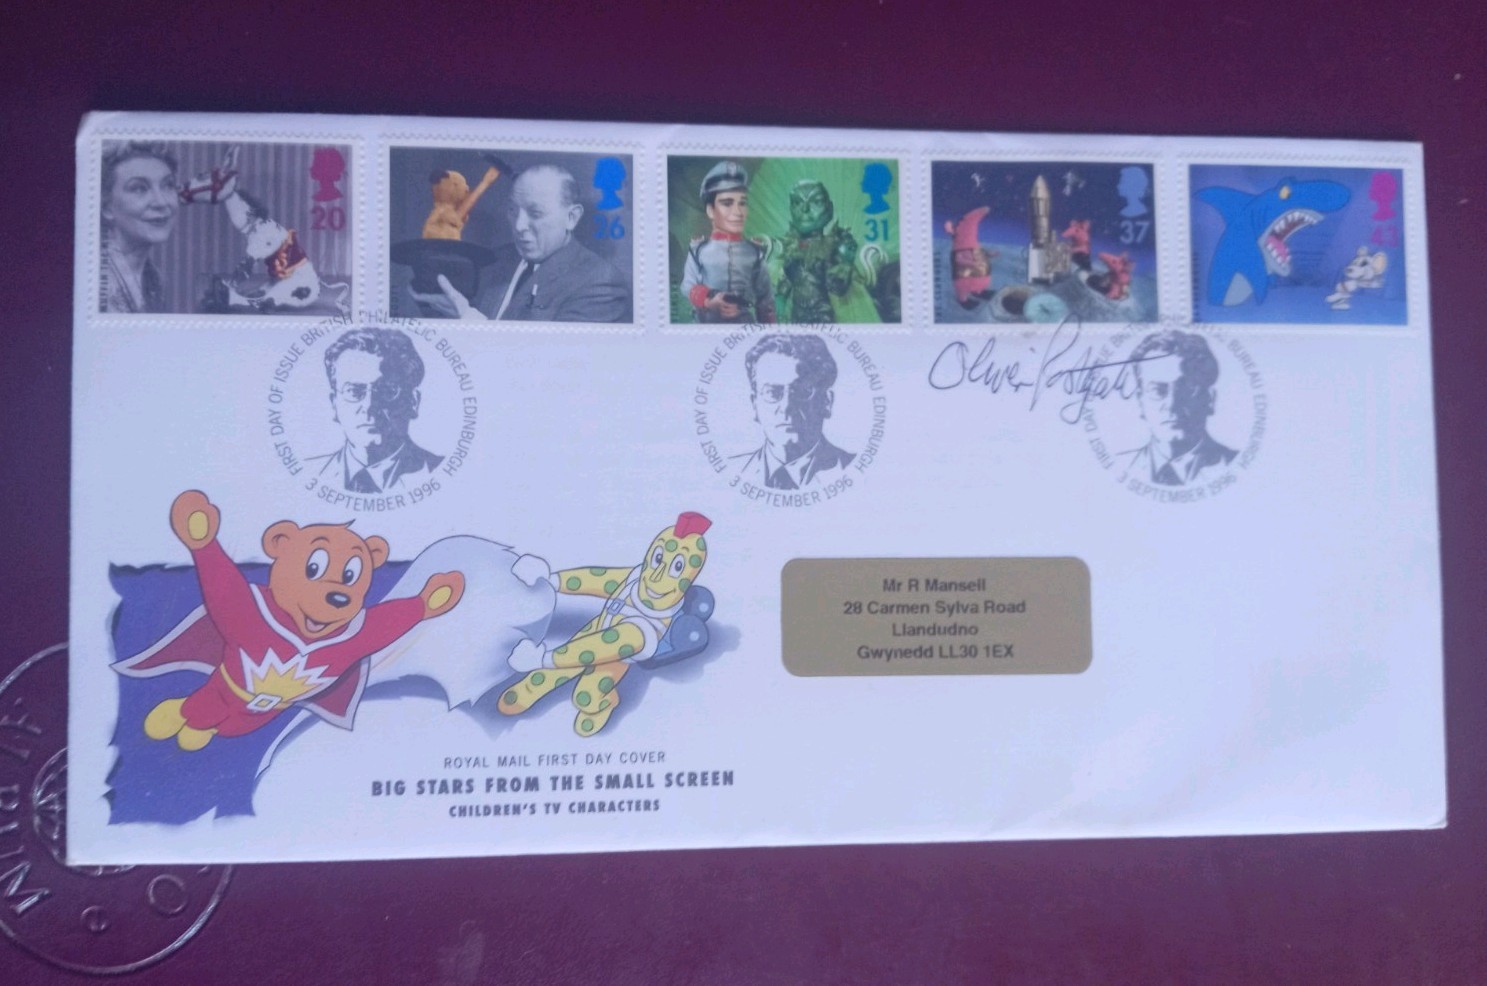 20
26
31
37
43
FIRST DAY OF ISSUE BRITISH PHILATELIC BUREAU EDINBURGH
3 SEPTEMBER 1996
FIRST DAY OF ISSUE BRITISH PHILATELIC BUREAU EDINBURGH
3 SEPTEMBER 1996
Oliver Postgate
FIRST DAY OF ISSUE BRITISH PHILATELIC BUREAU EDINBURGH
3 SEPTEMBER 1996
Mr R Mansell
28 Carmen Sylva Road
Llandudno
Gwynedd LL30 1EX
ROYAL MAIL FIRST DAY COVER
BIG STARS FROM THE SMALL SCREEN
CHILDREN'S TV CHARACTERS